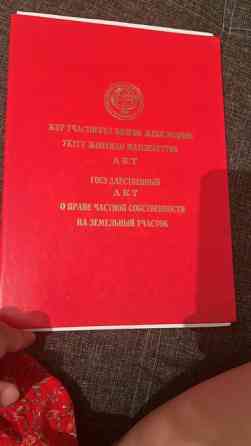 ЖЕР УЧАСТОГУНА БОЛГОН ЖЕКЕ МЕНЧИК
УКУГУ ЖӨНҮНДӨ МАМЛЕКЕТТИК
АКТ
ГОСУДАРСТВЕННЫЙ
АКТ
О ПРАВЕ ЧАСТНОЙ СОБСТВЕННОСТИ
НА ЗЕМЕЛЬНЫЙ УЧАСТОК